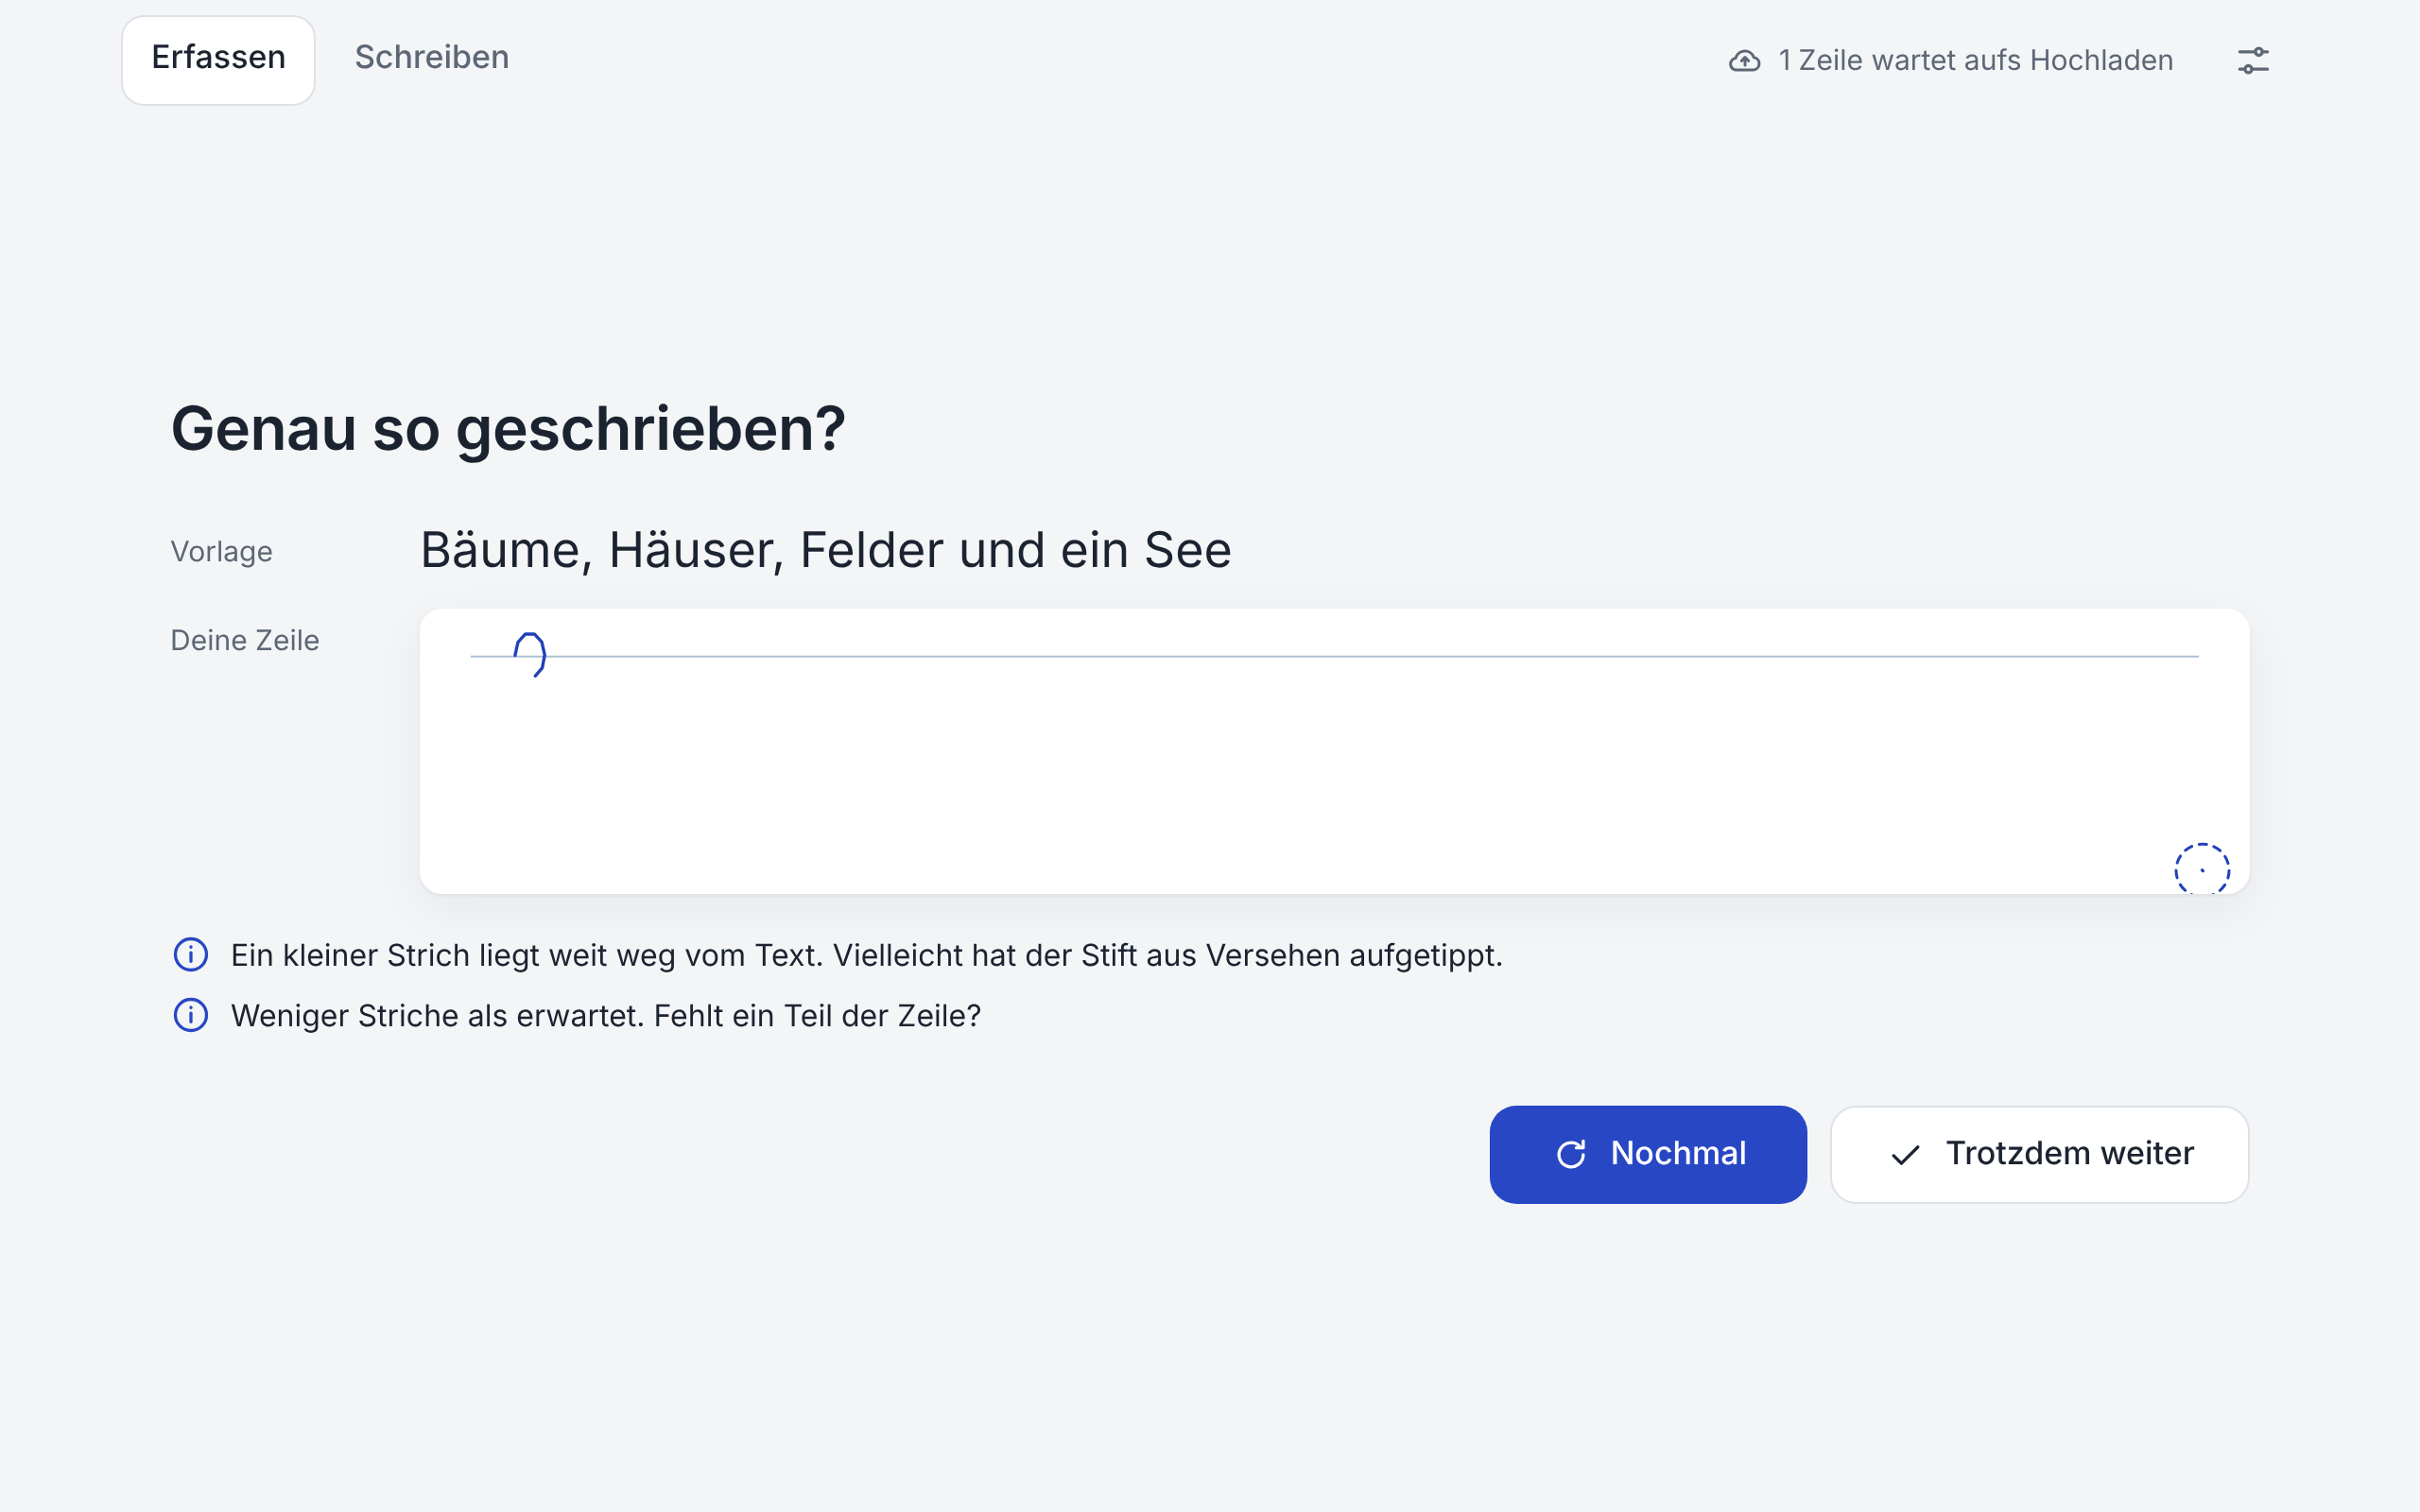 Erfassen
Schreiben
1 Zeile wartet aufs Hochladen
Genau so geschrieben?
Vorlage
Bäume, Häuser, Felder und ein See
Deine Zeile
Ein kleiner Strich liegt weit weg vom Text. Vielleicht hat der Stift aus Versehen aufgetippt.
Weniger Striche als erwartet. Fehlt ein Teil der Zeile?
Nochmal
Trotzdem weiter